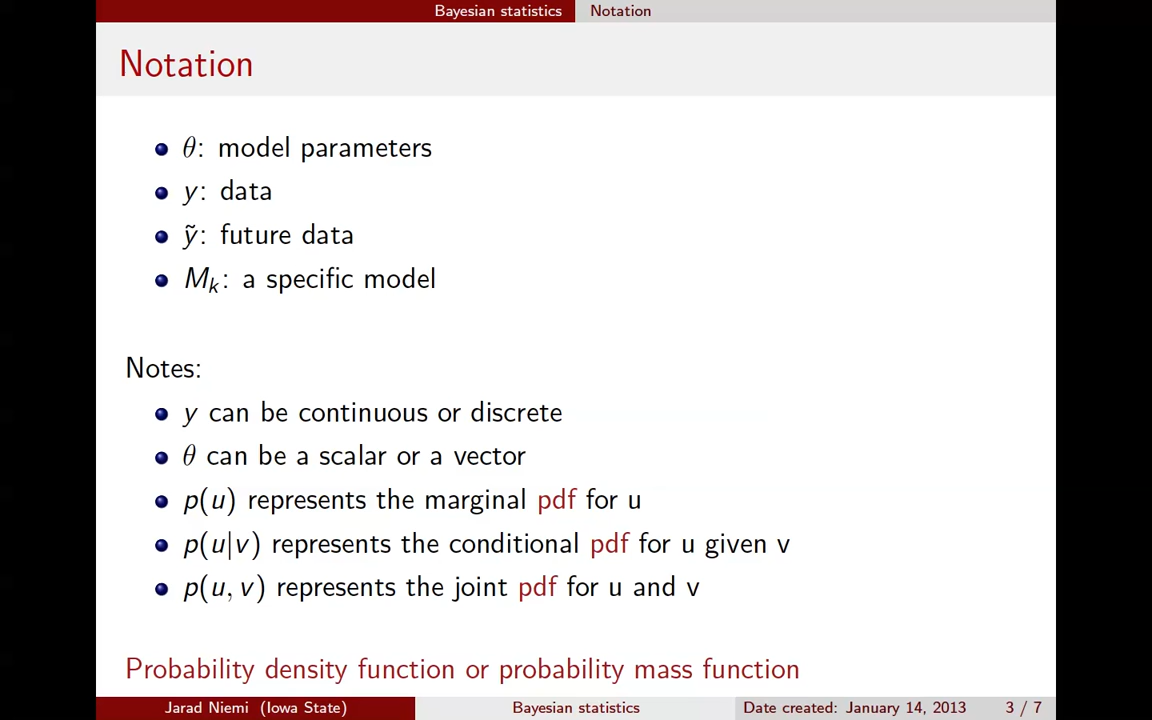 Bayesian statistics Notation
Notation
θ: model parameters
y: data
ỹ: future data
Mₖ: a specific model
Notes:
y can be continuous or discrete
θ can be a scalar or a vector
p(u) represents the marginal pdf for u
p(u|v) represents the conditional pdf for u given v
p(u, v) represents the joint pdf for u and v
Probability density function or probability mass function
Jarad Niemi (Iowa State) Bayesian statistics Date created: January 14, 2013 3 / 7